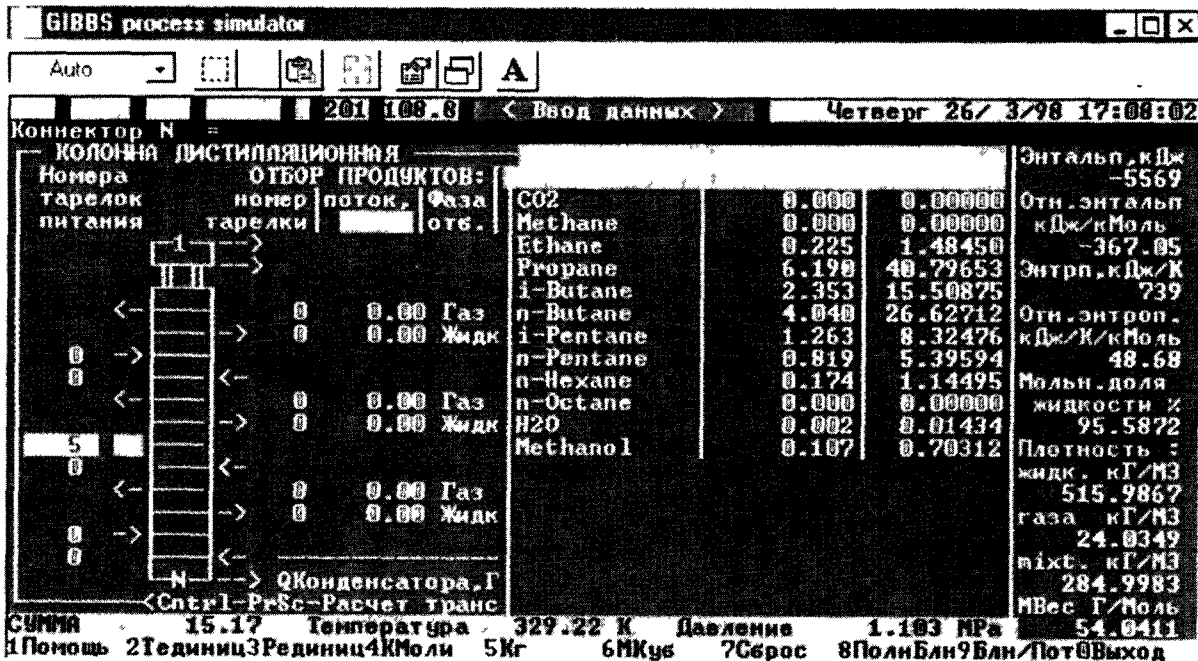 GIBBS process simulator
Auto
A
201 108.8 < Ввод данных > Четверг 26/ 3/98 17:08:02
Коннектор N =
КОЛОННА ДИСТИЛЛЯЦИОННАЯ
Номера ОТБОР ПРОДУКТОВ:
тарелок номер поток, Фаза
питания тарелки отб.
1
0 0.00 Газ
0 0.00 Жидк
0
0
0 0.00 Газ
0 0.00 Жидк
5
0
0 0.00 Газ
0 0.00 Жидк
0
0
N QКонденсатора,Г
<Cntrl-PrSc-Расчет транс
CO2 0.000 0.00000
Methane 0.000 0.00000
Ethane 0.225 1.48450
Propane 6.190 40.79653
i-Butane 2.353 15.50875
n-Butane 4.040 26.62712
i-Pentane 1.263 8.32476
n-Pentane 0.819 5.39594
n-Hexane 0.174 1.14495
n-Octane 0.000 0.00000
H2O 0.002 0.01434
Methanol 0.107 0.70312
Энтальп,кДж
-5569
Отн.энтальп
кДж/кМоль
-367.05
Энтрп,кДж/К
739
Отн.энтроп.
кДж/К/кМоль
48.68
Мольн.доля
жидкости %
95.5872
Плотность :
жидк. кГ/М3
515.9867
газа кГ/М3
24.0349
mixt. кГ/М3
284.9983
МВес Г/Моль
54.0411
СУММА 15.17 Температура 329.22 K Давление 1.103 МРа
1Помощь 2Тединиц3Рединиц4КМоли 5Кг 6МКуб 7Сброс 8ПолнБлн9Блн/Пот0Выход